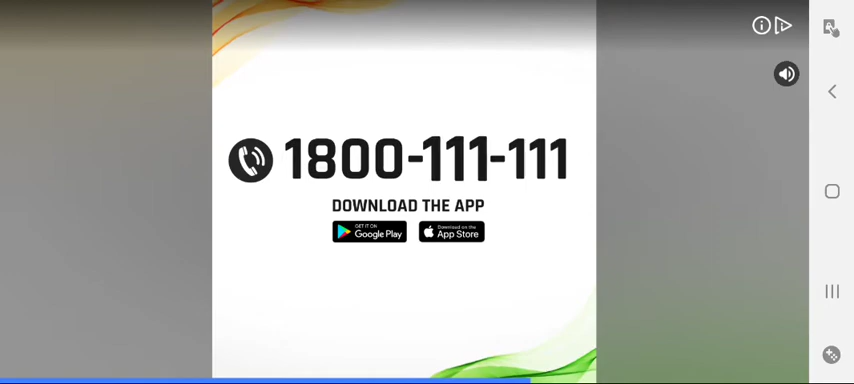 1800-111-111
DOWNLOAD THE APP
GET IT ON
Google Play
Download on the
App Store